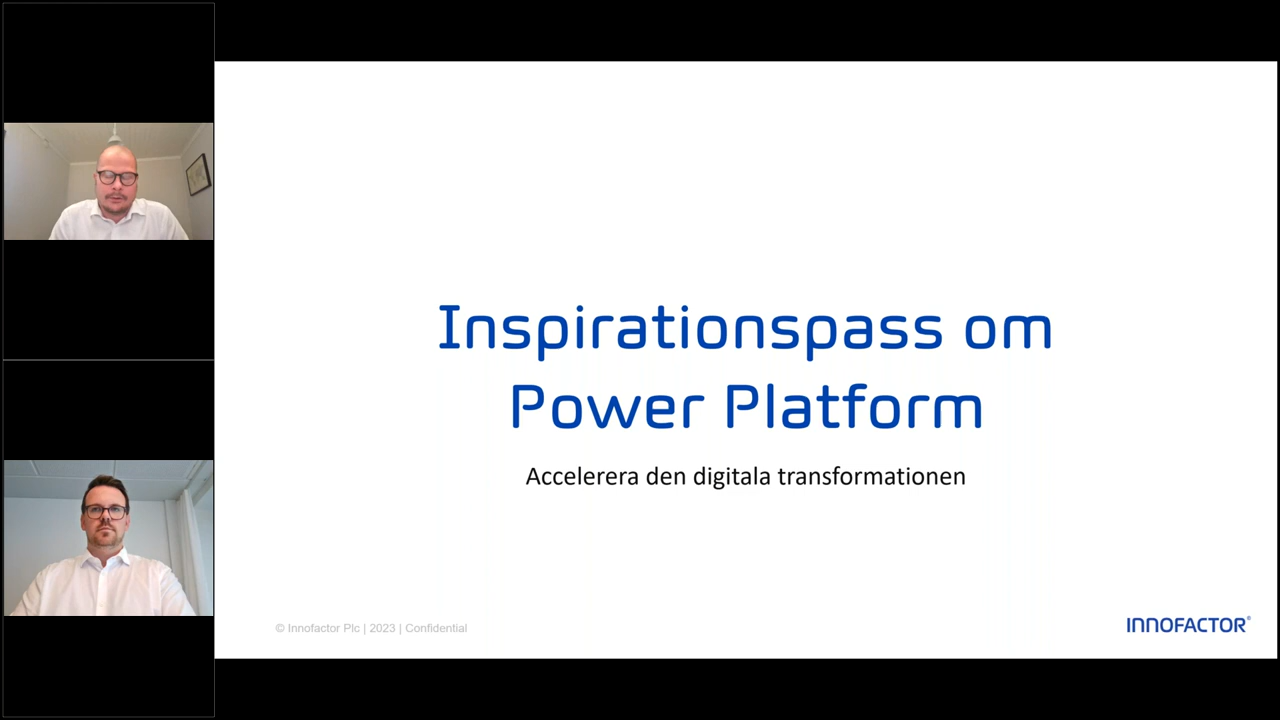 Inspirationspass om
Power Platform
Accelerera den digitala transformationen
© Innofactor Plc | 2023 | Confidential
INNOFACTOR®